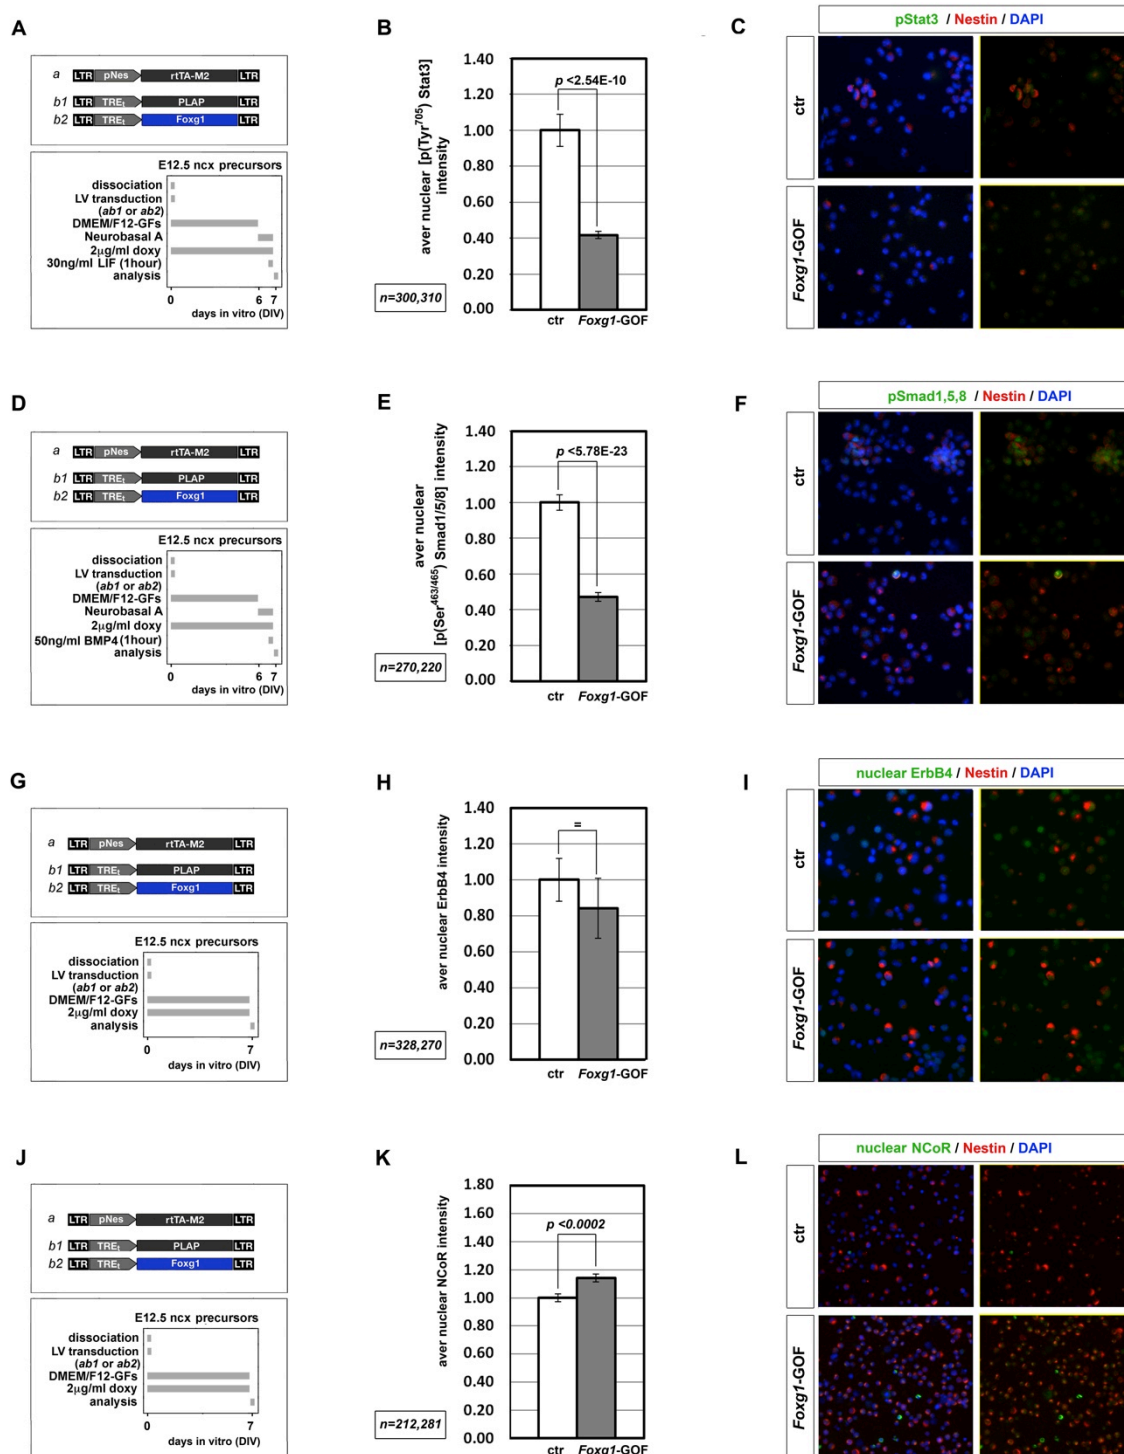 A
a LTR pNes rtTA-M2 LTR
b1 LTR TREt PLAP LTR
b2 LTR TREt Foxg1 LTR
E12.5 ncx precursors
dissociation
LV transduction
(ab1 or ab2)
DMEM/F12-GFs
Neurobasal A
2µg/ml doxy
30ng/ml LIF (1hour)
analysis
0 6 7
days in vitro (DIV)
B
aver nuclear [p(Tyr705) Stat3]
intensity
1.40
1.20
1.00
0.80
0.60
0.40
0.20
0.00
p <2.54E-10
n=300,310
ctr Foxg1-GOF
C
pStat3 / Nestin / DAPI
ctr
Foxg1-GOF
D
a LTR pNes rtTA-M2 LTR
b1 LTR TREt PLAP LTR
b2 LTR TREt Foxg1 LTR
E12.5 ncx precursors
dissociation
LV transduction
(ab1 or ab2)
DMEM/F12-GFs
Neurobasal A
2µg/ml doxy
50ng/ml BMP4 (1hour)
analysis
0 6 7
days in vitro (DIV)
E
aver nuclear
[p(Ser463/465) Smad1/5/8] intensity
1.40
1.20
1.00
0.80
0.60
0.40
0.20
0.00
p <5.78E-23
n=270,220
ctr Foxg1-GOF
F
pSmad1,5,8 / Nestin / DAPI
ctr
Foxg1-GOF
G
a LTR pNes rtTA-M2 LTR
b1 LTR TREt PLAP LTR
b2 LTR TREt Foxg1 LTR
E12.5 ncx precursors
dissociation
LV transduction
(ab1 or ab2)
DMEM/F12-GFs
2µg/ml doxy
analysis
0 7
days in vitro (DIV)
H
aver nuclear ErbB4 intensity
1.40
1.20
1.00
0.80
0.60
0.40
0.20
0.00
=
n=328,270
ctr Foxg1-GOF
I
nuclear ErbB4 / Nestin / DAPI
ctr
Foxg1-GOF
J
a LTR pNes rtTA-M2 LTR
b1 LTR TREt PLAP LTR
b2 LTR TREt Foxg1 LTR
E12.5 ncx precursors
dissociation
LV transduction
(ab1 or ab2)
DMEM/F12-GFs
2µg/ml doxy
analysis
0 7
days in vitro (DIV)
K
aver nuclear NCoR intensity
1.80
1.60
1.40
1.20
1.00
0.80
0.60
0.40
0.20
0.00
p <0.0002
n=212,281
ctr Foxg1-GOF
L
nuclear NCoR / Nestin / DAPI
ctr
Foxg1-GOF